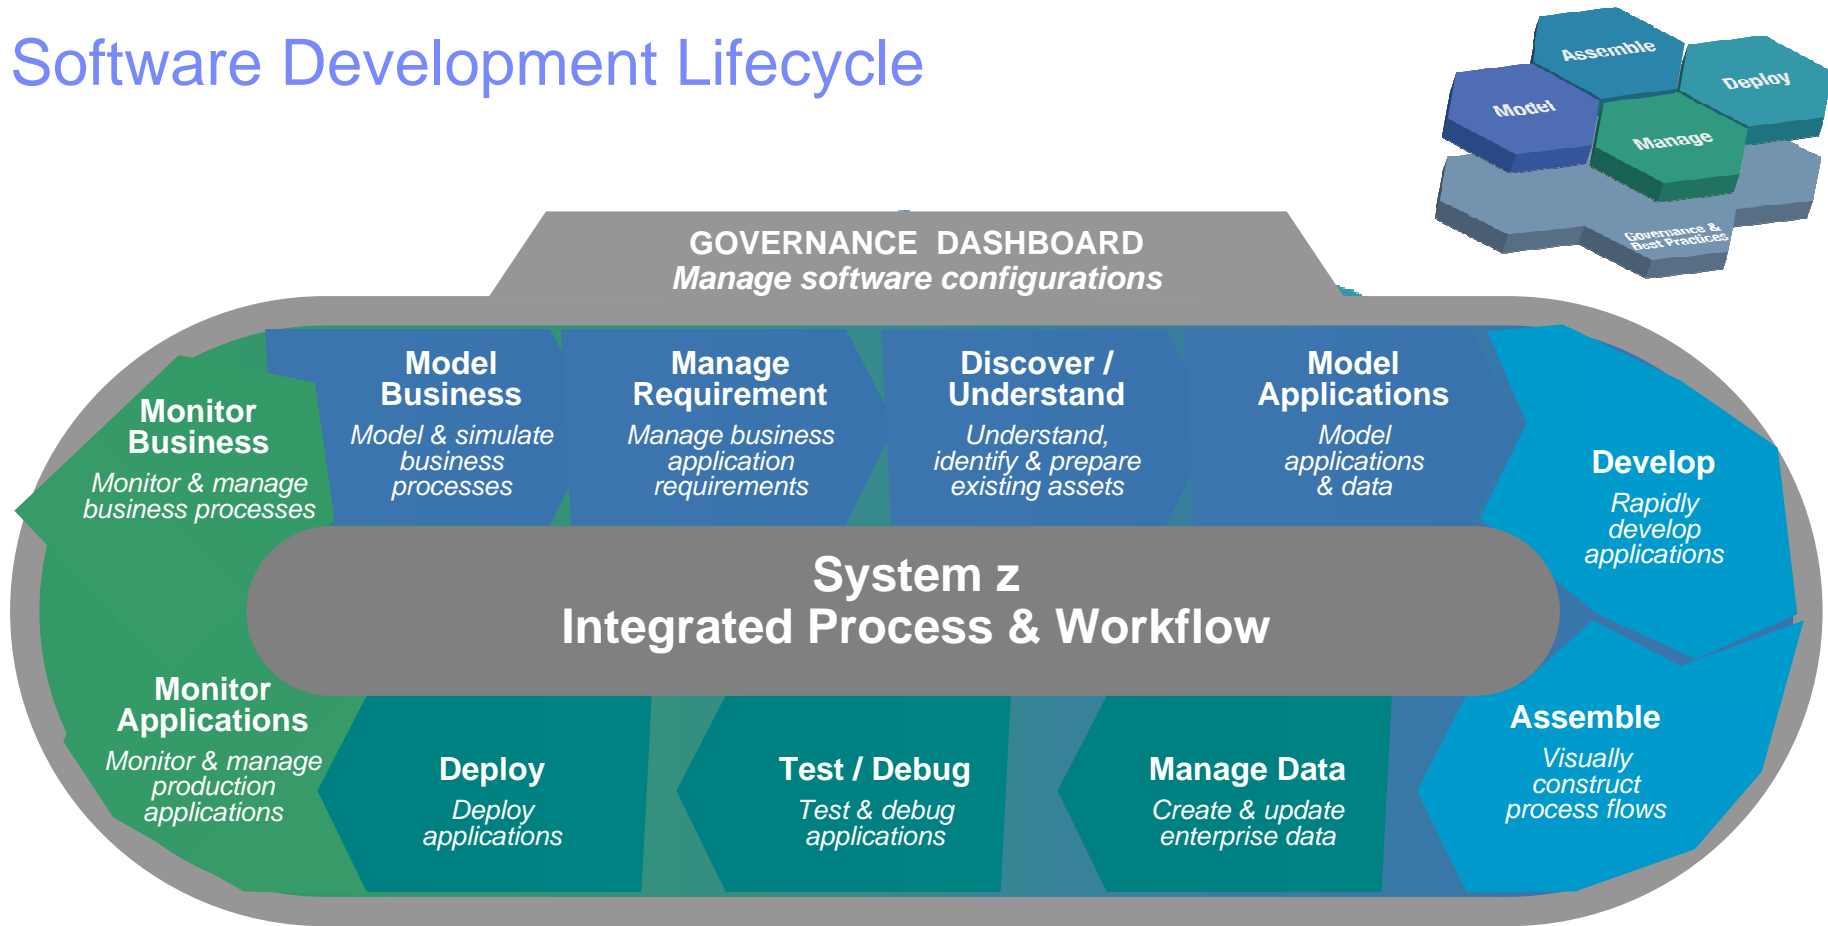 Software Development Lifecycle
Assemble
Deploy
Model
Manage
Governance &
Best Practices
GOVERNANCE DASHBOARD
Manage software configurations
Monitor
Business
Monitor & manage
business processes
Model
Business
Model & simulate
business
processes
Manage
Requirement
Manage business
application
requirements
Discover /
Understand
Understand,
identify & prepare
existing assets
Model
Applications
Model
applications
& data
Develop
Rapidly
develop
applications
System z
Integrated Process & Workflow
Monitor
Applications
Monitor & manage
production
applications
Deploy
Deploy
applications
Test / Debug
Test & debug
applications
Manage Data
Create & update
enterprise data
Assemble
Visually
construct
process flows